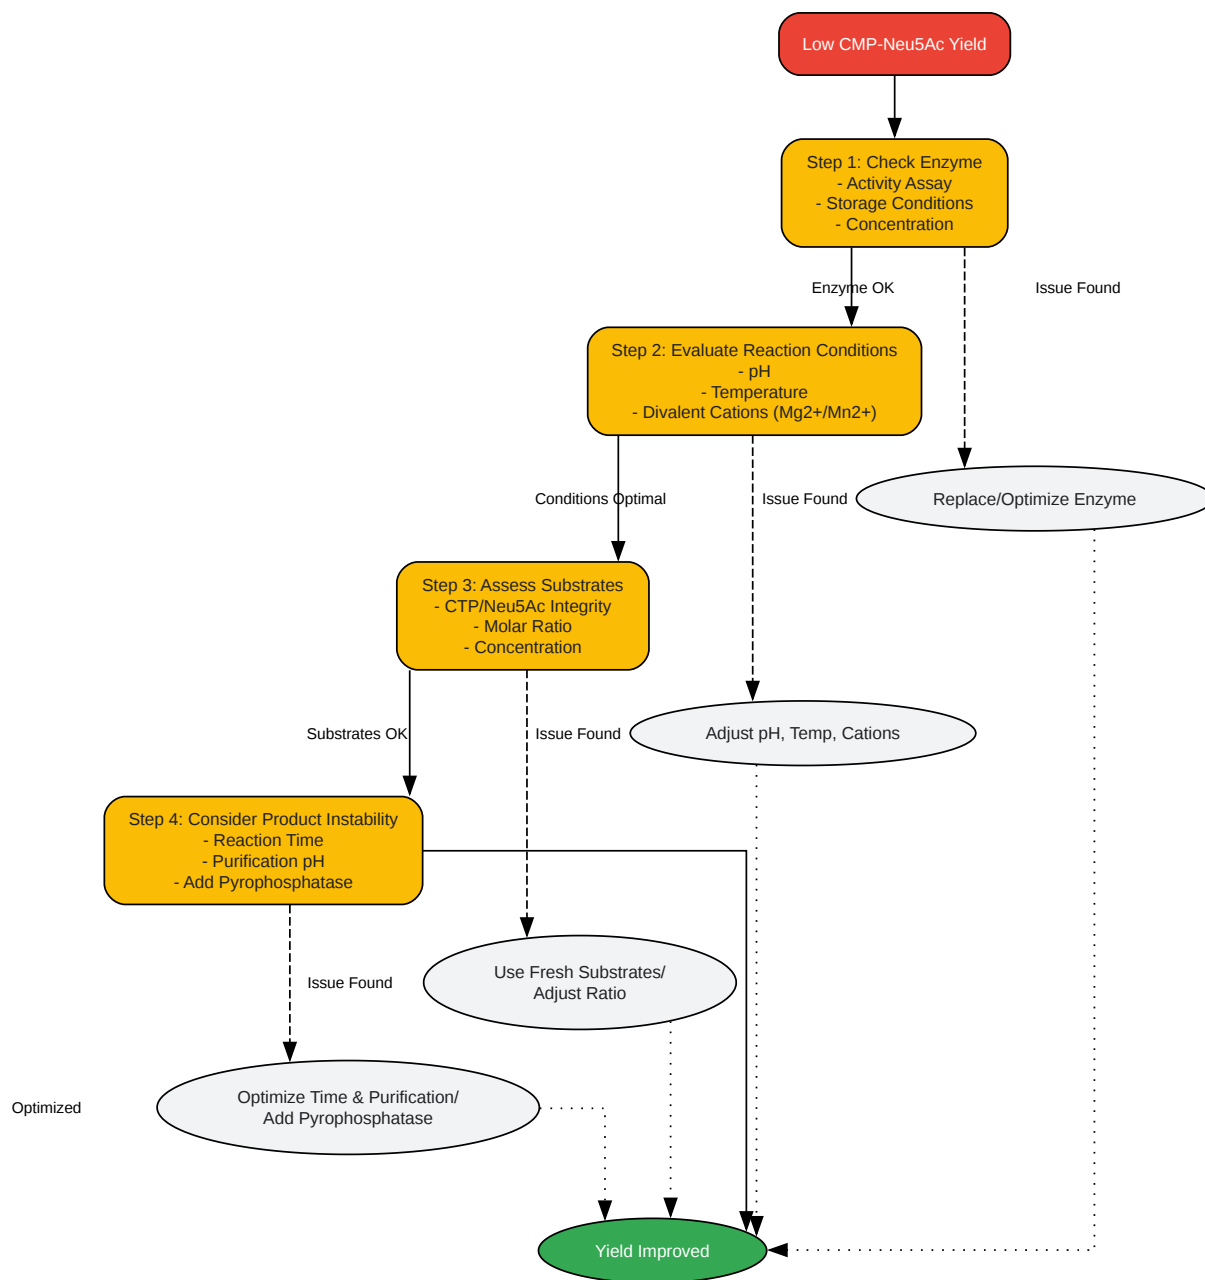 Low CMP-Neu5Ac Yield
Step 1: Check Enzyme
- Activity Assay
- Storage Conditions
- Concentration
Enzyme OK
Issue Found
Step 2: Evaluate Reaction Conditions
- pH
- Temperature
- Divalent Cations (Mg2+/Mn2+)
Conditions Optimal
Issue Found
Replace/Optimize Enzyme
Step 3: Assess Substrates
- CTP/Neu5Ac Integrity
- Molar Ratio
- Concentration
Substrates OK
Issue Found
Adjust pH, Temp, Cations
Step 4: Consider Product Instability
- Reaction Time
- Purification pH
- Add Pyrophosphatase
Issue Found
Use Fresh Substrates/
Adjust Ratio
Optimized
Optimize Time & Purification/
Add Pyrophosphatase
Yield Improved